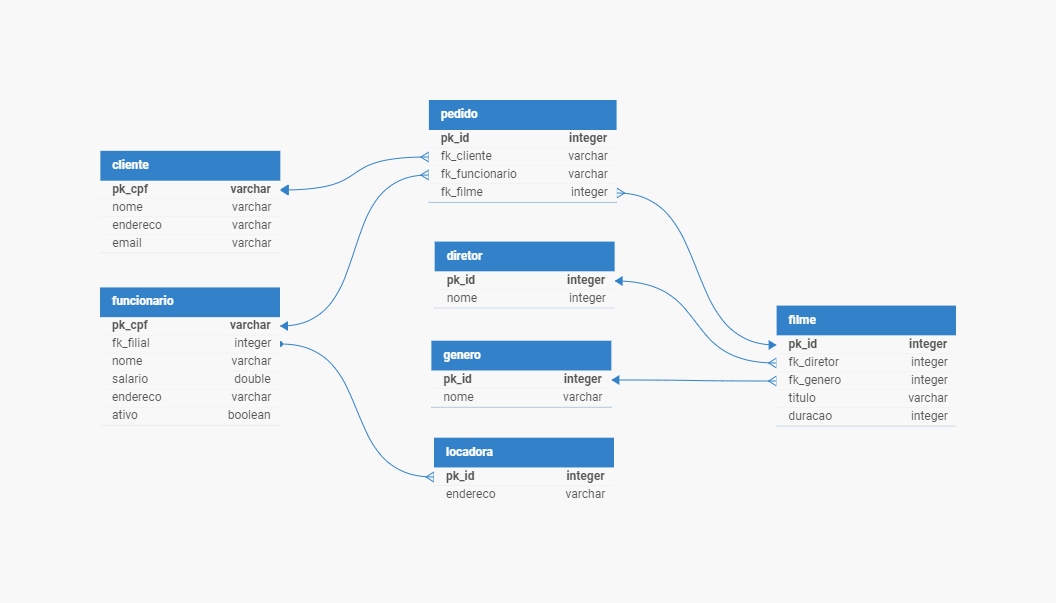 cliente
pk_cpf varchar
nome varchar
endereco varchar
email varchar
funcionario
pk_cpf varchar
fk_filial integer
nome varchar
salario double
endereco varchar
ativo boolean
pedido
pk_id integer
fk_cliente varchar
fk_funcionario varchar
fk_filme integer
diretor
pk_id integer
nome integer
genero
pk_id integer
nome varchar
locadora
pk_id integer
endereco varchar
filme
pk_id integer
fk_diretor integer
fk_genero integer
titulo varchar
duracao integer